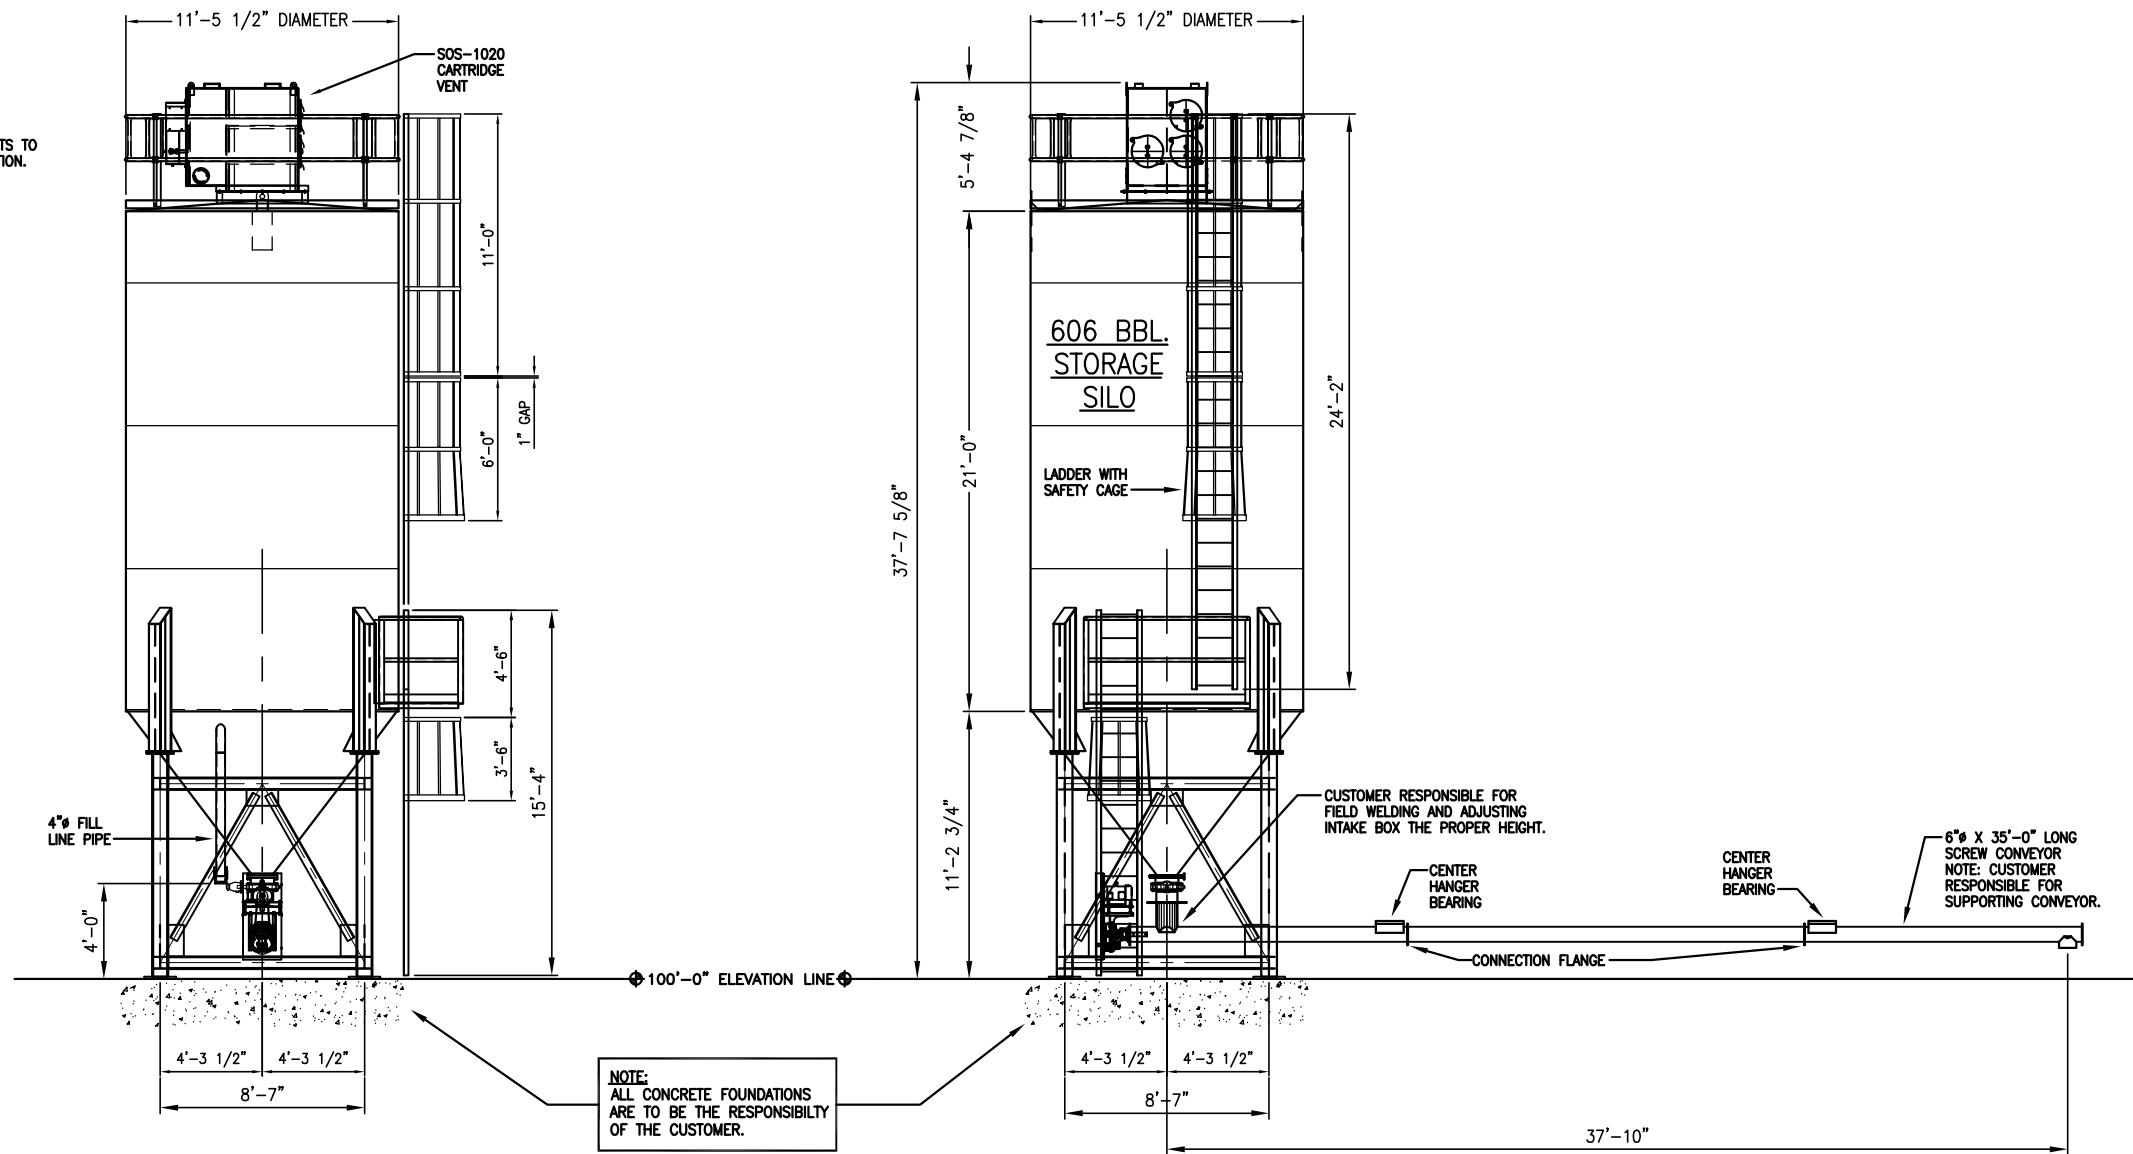 11'-5 1/2" DIAMETER
SOS-1020
CARTRIDGE
VENT
TS TO
TION.
11'-0"
1" GAP
6'-0"
4'-6"
3'-6"
15'-4"
4"ø FILL
LINE PIPE
4'-0"
4'-3 1/2"
4'-3 1/2"
8'-7"
100'-0" ELEVATION LINE
NOTE:
ALL CONCRETE FOUNDATIONS
ARE TO BE THE RESPONSIBILTY
OF THE CUSTOMER.
11'-5 1/2" DIAMETER
5'-4 7/8"
606 BBL.
STORAGE
SILO
24'-2"
21'-0"
LADDER WITH
SAFETY CAGE
37'-7 5/8"
11'-2 3/4"
CUSTOMER RESPONSIBLE FOR
FIELD WELDING AND ADJUSTING
INTAKE BOX THE PROPER HEIGHT.
CENTER
HANGER
BEARING
CENTER
HANGER
BEARING
6"ø X 35'-0" LONG
SCREW CONVEYOR
NOTE: CUSTOMER
RESPONSIBLE FOR
SUPPORTING CONVEYOR.
CONNECTION FLANGE
4'-3 1/2"
4'-3 1/2"
8'-7"
37'-10"